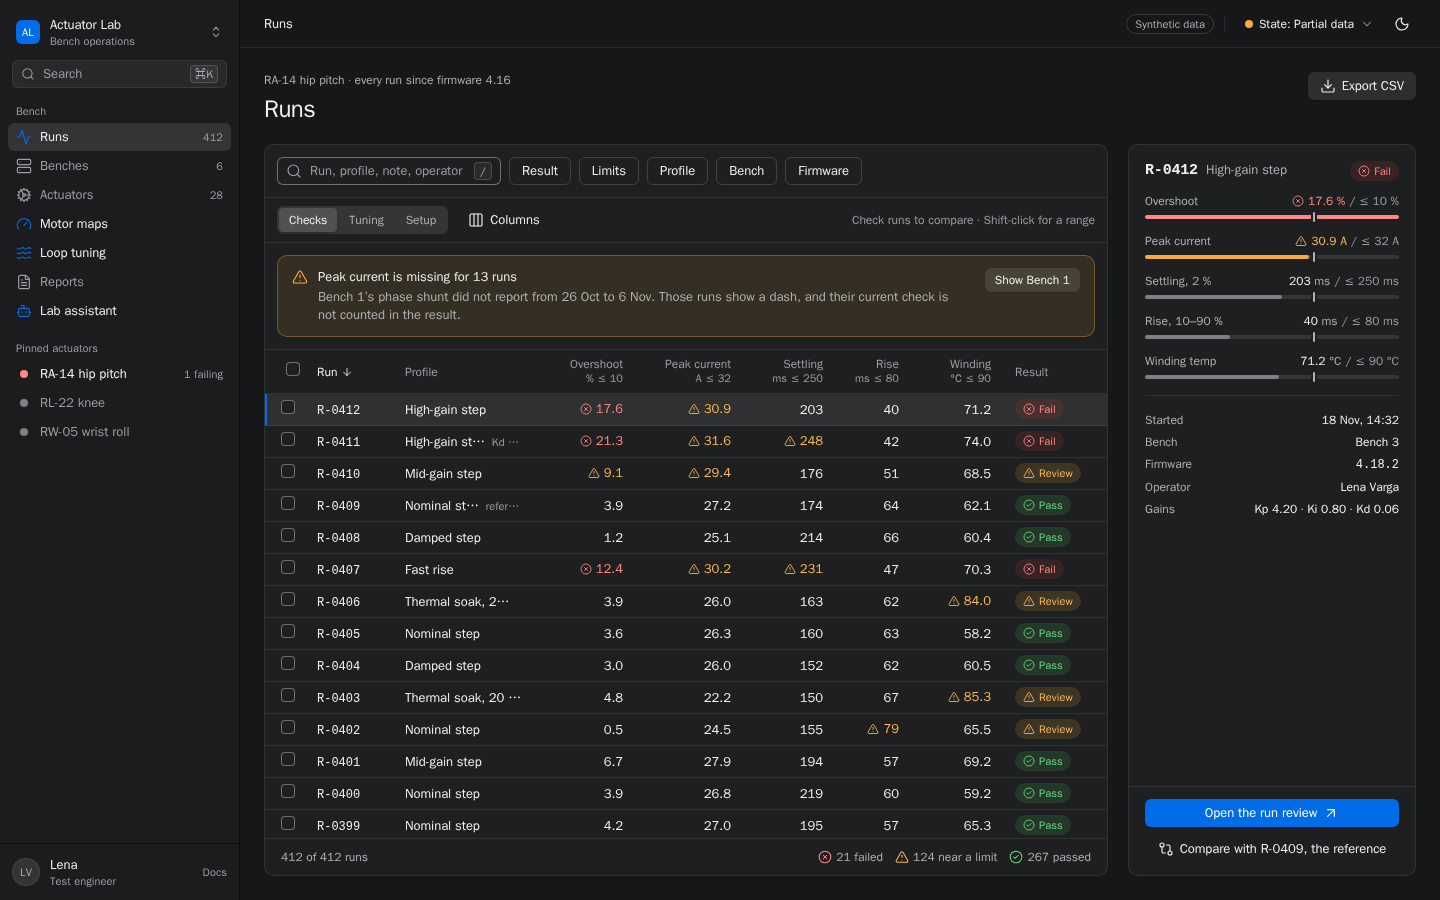 Actuator Lab
Bench operations
Search ⌘K
Bench
Runs 412
Benches 6
Actuators 28
Motor maps
Loop tuning
Reports
Lab assistant
Pinned actuators
RA-14 hip pitch 1 failing
RL-22 knee
RW-05 wrist roll
LV Lena
Test engineer
Docs
Runs
Synthetic data
State: Partial data
RA-14 hip pitch · every run since firmware 4.16
Runs
Export CSV
Run, profile, note, operator /
Result
Limits
Profile
Bench
Firmware
Checks Tuning Setup
Columns
Check runs to compare · Shift-click for a range
Peak current is missing for 13 runs
Bench 1's phase shunt did not report from 26 Oct to 6 Nov. Those runs show a dash, and their current check is
not counted in the result.
Show Bench 1
Run ↓ Profile Overshoot % ≤ 10 Peak current A ≤ 32 Settling ms ≤ 250 Rise ms ≤ 80 Winding °C ≤ 90 Result
R-0412 High-gain step 17.6 30.9 203 40 71.2 Fail
R-0411 High-gain st··· Kd ··· 21.3 31.6 248 42 74.0 Fail
R-0410 Mid-gain step 9.1 29.4 176 51 68.5 Review
R-0409 Nominal st··· refer··· 3.9 27.2 174 64 62.1 Pass
R-0408 Damped step 1.2 25.1 214 66 60.4 Pass
R-0407 Fast rise 12.4 30.2 231 47 70.3 Fail
R-0406 Thermal soak, 2··· 3.9 26.0 163 62 84.0 Review
R-0405 Nominal step 3.6 26.3 160 63 58.2 Pass
R-0404 Damped step 3.0 26.0 152 62 60.5 Pass
R-0403 Thermal soak, 20 ··· 4.8 22.2 150 67 85.3 Review
R-0402 Nominal step 0.5 24.5 155 79 65.5 Review
R-0401 Mid-gain step 6.7 27.9 194 57 69.2 Pass
R-0400 Nominal step 3.9 26.8 219 60 59.2 Pass
R-0399 Nominal step 4.2 27.0 195 57 65.3 Pass
412 of 412 runs
21 failed
124 near a limit
267 passed
R-0412 High-gain step Fail
Overshoot 17.6 % / ≤ 10 %
Peak current 30.9 A / ≤ 32 A
Settling, 2 % 203 ms / ≤ 250 ms
Rise, 10–90 % 40 ms / ≤ 80 ms
Winding temp 71.2 °C / ≤ 90 °C
Started 18 Nov, 14:32
Bench Bench 3
Firmware 4.18.2
Operator Lena Varga
Gains Kp 4.20 · Ki 0.80 · Kd 0.06
Open the run review
Compare with R-0409, the reference
AL